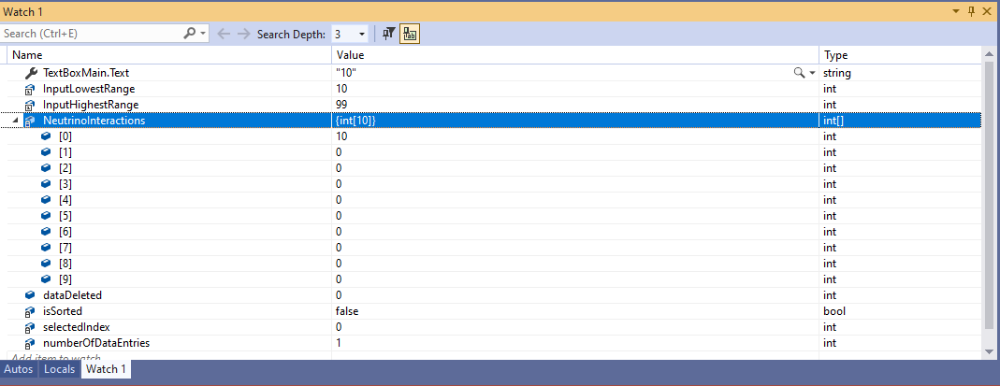 Watch 1
Search (Ctrl+E) Search Depth: 3
Name Value Type
TextBoxMain.Text "10" string
InputLowestRange 10 int
InputHighestRange 99 int
NeutrinoInteractions {int[10]} int[]
[0] 10 int
[1] 0 int
[2] 0 int
[3] 0 int
[4] 0 int
[5] 0 int
[6] 0 int
[7] 0 int
[8] 0 int
[9] 0 int
dataDeleted 0 int
isSorted false bool
selectedIndex 0 int
numberOfDataEntries 1 int
Add item to watch
Autos Locals Watch 1